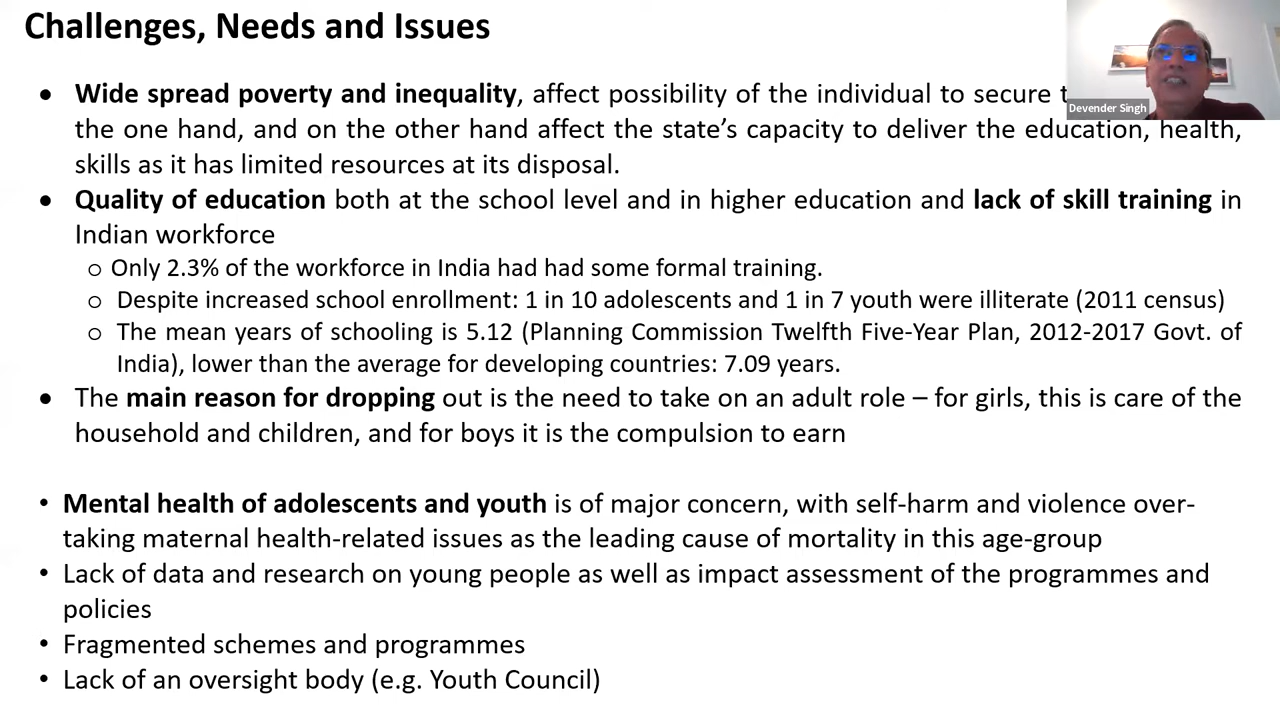 Challenges, Needs and Issues
Devender Singh
● Wide spread poverty and inequality, affect possibility of the individual to secure
the one hand, and on the other hand affect the state's capacity to deliver the education, health,
skills as it has limited resources at its disposal.
● Quality of education both at the school level and in higher education and lack of skill training in
Indian workforce
o Only 2.3% of the workforce in India had had some formal training.
o Despite increased school enrollment: 1 in 10 adolescents and 1 in 7 youth were illiterate (2011 census)
o The mean years of schooling is 5.12 (Planning Commission Twelfth Five-Year Plan, 2012-2017 Govt. of
India), lower than the average for developing countries: 7.09 years.
● The main reason for dropping out is the need to take on an adult role – for girls, this is care of the
household and children, and for boys it is the compulsion to earn
• Mental health of adolescents and youth is of major concern, with self-harm and violence over-
taking maternal health-related issues as the leading cause of mortality in this age-group
• Lack of data and research on young people as well as impact assessment of the programmes and
policies
• Fragmented schemes and programmes
• Lack of an oversight body (e.g. Youth Council)